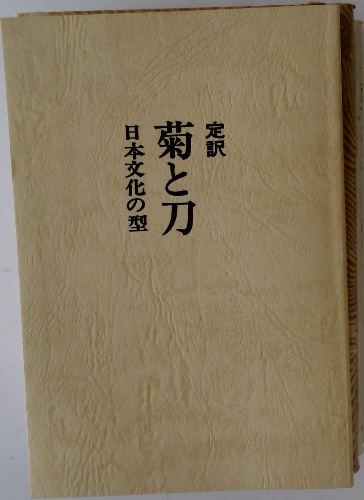 定訳
菊と刀
日本文化の型